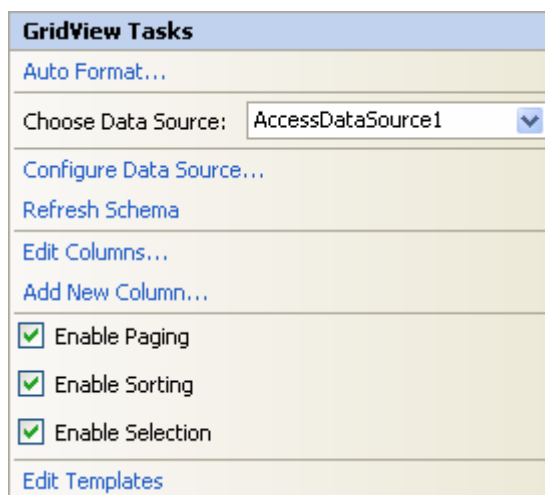 GridView Tasks
Auto Format...
Choose Data Source: AccessDataSource1
Configure Data Source...
Refresh Schema
Edit Columns...
Add New Column...
Enable Paging
Enable Sorting
Enable Selection
Edit Templates